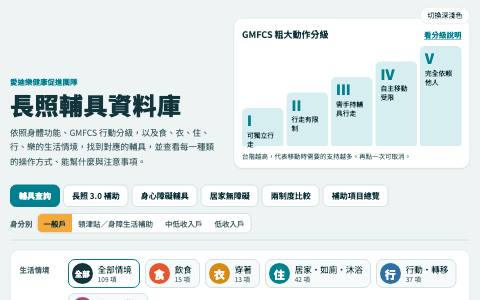 切換深淺色
愛迪樂健康促進團隊
長照輔具資料庫
依照身體功能、GMFCS 行動分級，以及食、衣、住、
行、樂的生活情境，找到對應的輔具，並查看每一種類
的操作方式、能幫什麼與注意事項。
GMFCS 粗大動作分級
看分級說明
I
可獨立行
走
II
行走有限
制
III
需手持輔
具行走
IV
自主移動
受限
V
完全依賴
他人
台階越高，代表移動時需要的支持越多。再點一次可取消。
輔具查詢
長照 3.0 補助
身心障礙輔具
居家無障礙
兩制度比較
補助項目總覽
身分別
一般戶
領津貼／身障生活補助
中低收入戶
低收入戶
生活情境
全部
全部情境
109 項
食
飲食
15 項
衣
穿著
13 項
住
居家・如廁・沐浴
42 項
行
行動・轉移
37 項